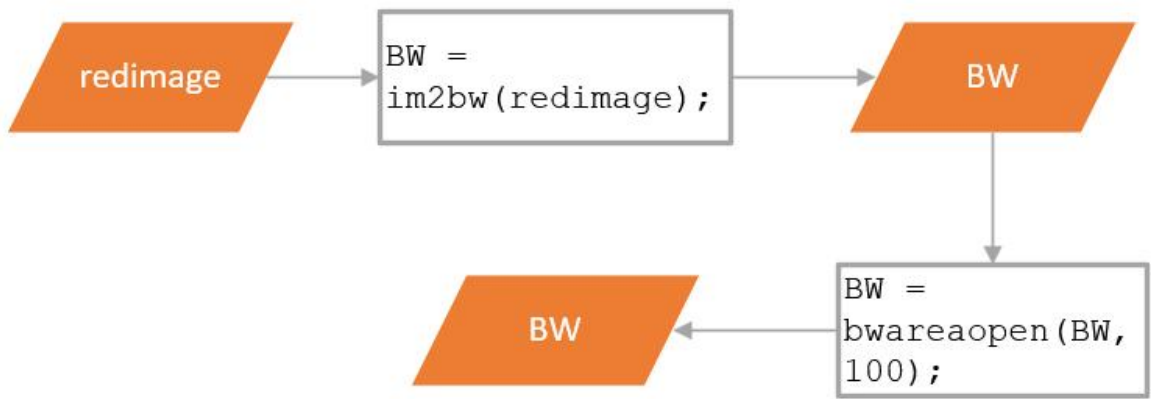 redimage
BW =
im2bw(redimage);
BW
BW =
bwareaopen(BW,
100);
BW